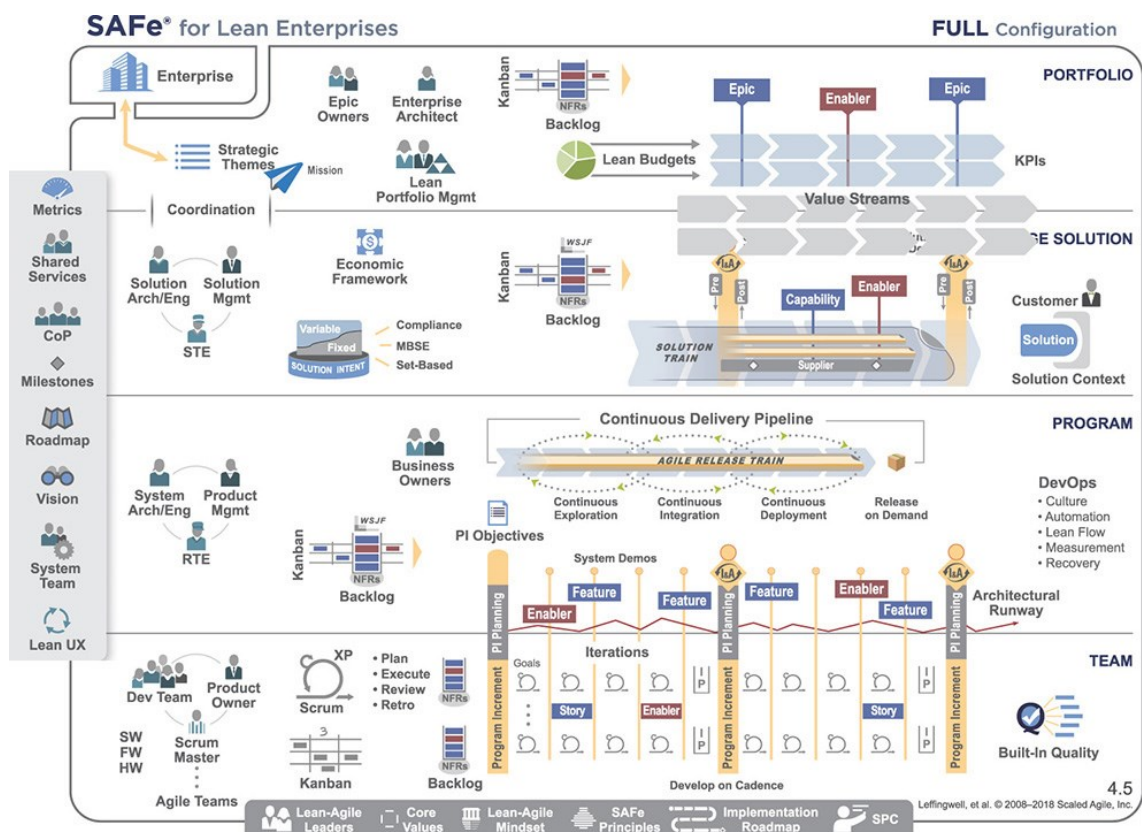 SAFe® for Lean Enterprises
FULL Configuration
Enterprise
Epic
Owners
Enterprise
Architect
Kanban
NFRs
Backlog
Epic
Enabler
Epic
PORTFOLIO
Strategic
Themes
Mission
Lean
Portfolio Mgmt
Lean Budgets
KPIs
Value Streams
Coordination
Metrics
Shared
Services
CoP
Milestones
Roadmap
Vision
System
Team
Lean UX
Solution
Arch/Eng
Solution
Mgmt
STE
Economic
Framework
Variable
Fixed
SOLUTION INTENT
Compliance
MBSE
Set-Based
Kanban
WSJF
NFRs
Backlog
SE SOLUTION
I&A
Pre
Post
Capability
Enabler
I&A
Pre
Post
SOLUTION
TRAIN
Supplier
Customer
Solution
Solution Context
PROGRAM
System
Arch/Eng
Product
Mgmt
RTE
Business
Owners
Kanban
WSJF
NFRs
Backlog
Continuous Delivery Pipeline
AGILE RELEASE TRAIN
Continuous
Exploration
Continuous
Integration
Continuous
Deployment
Release
on Demand
DevOps
• Culture
• Automation
• Lean Flow
• Measurement
• Recovery
PI Objectives
System Demos
PI Planning
Enabler
Feature
Feature
I&A
PI Planning
Feature
Enabler
Feature
I&A
PI Planning
Architectural
Runway
TEAM
Dev Team
Product
Owner
Scrum
Master
SW
FW
HW
Agile Teams
XP
Scrum
• Plan
• Execute
• Review
• Retro
NFRs
3
Kanban
NFRs
Backlog
Program Increment
Goals
Iterations
Story
Enabler
I
P
I
P
Program Increment
Story
I
P
I
P
Program Increment
Develop on Cadence
Built-In Quality
4.5
Leffingwell, et al. © 2008–2018 Scaled Agile, Inc.
Lean-Agile
Leaders
Core
Values
Lean-Agile
Mindset
SAFe
Principles
Implementation
Roadmap
SPC